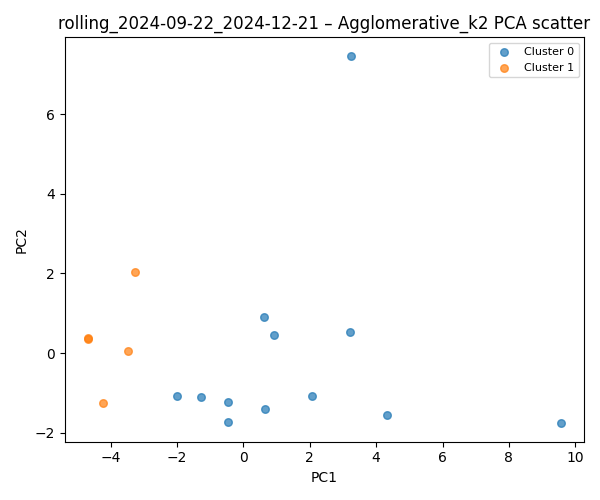 rolling_2024-09-22_2024-12-21 – Agglomerative_k2 PCA scatter
Cluster 0
Cluster 1
6
4
2
0
−2
PC2
−4
−2
0
2
4
6
8
10
PC1